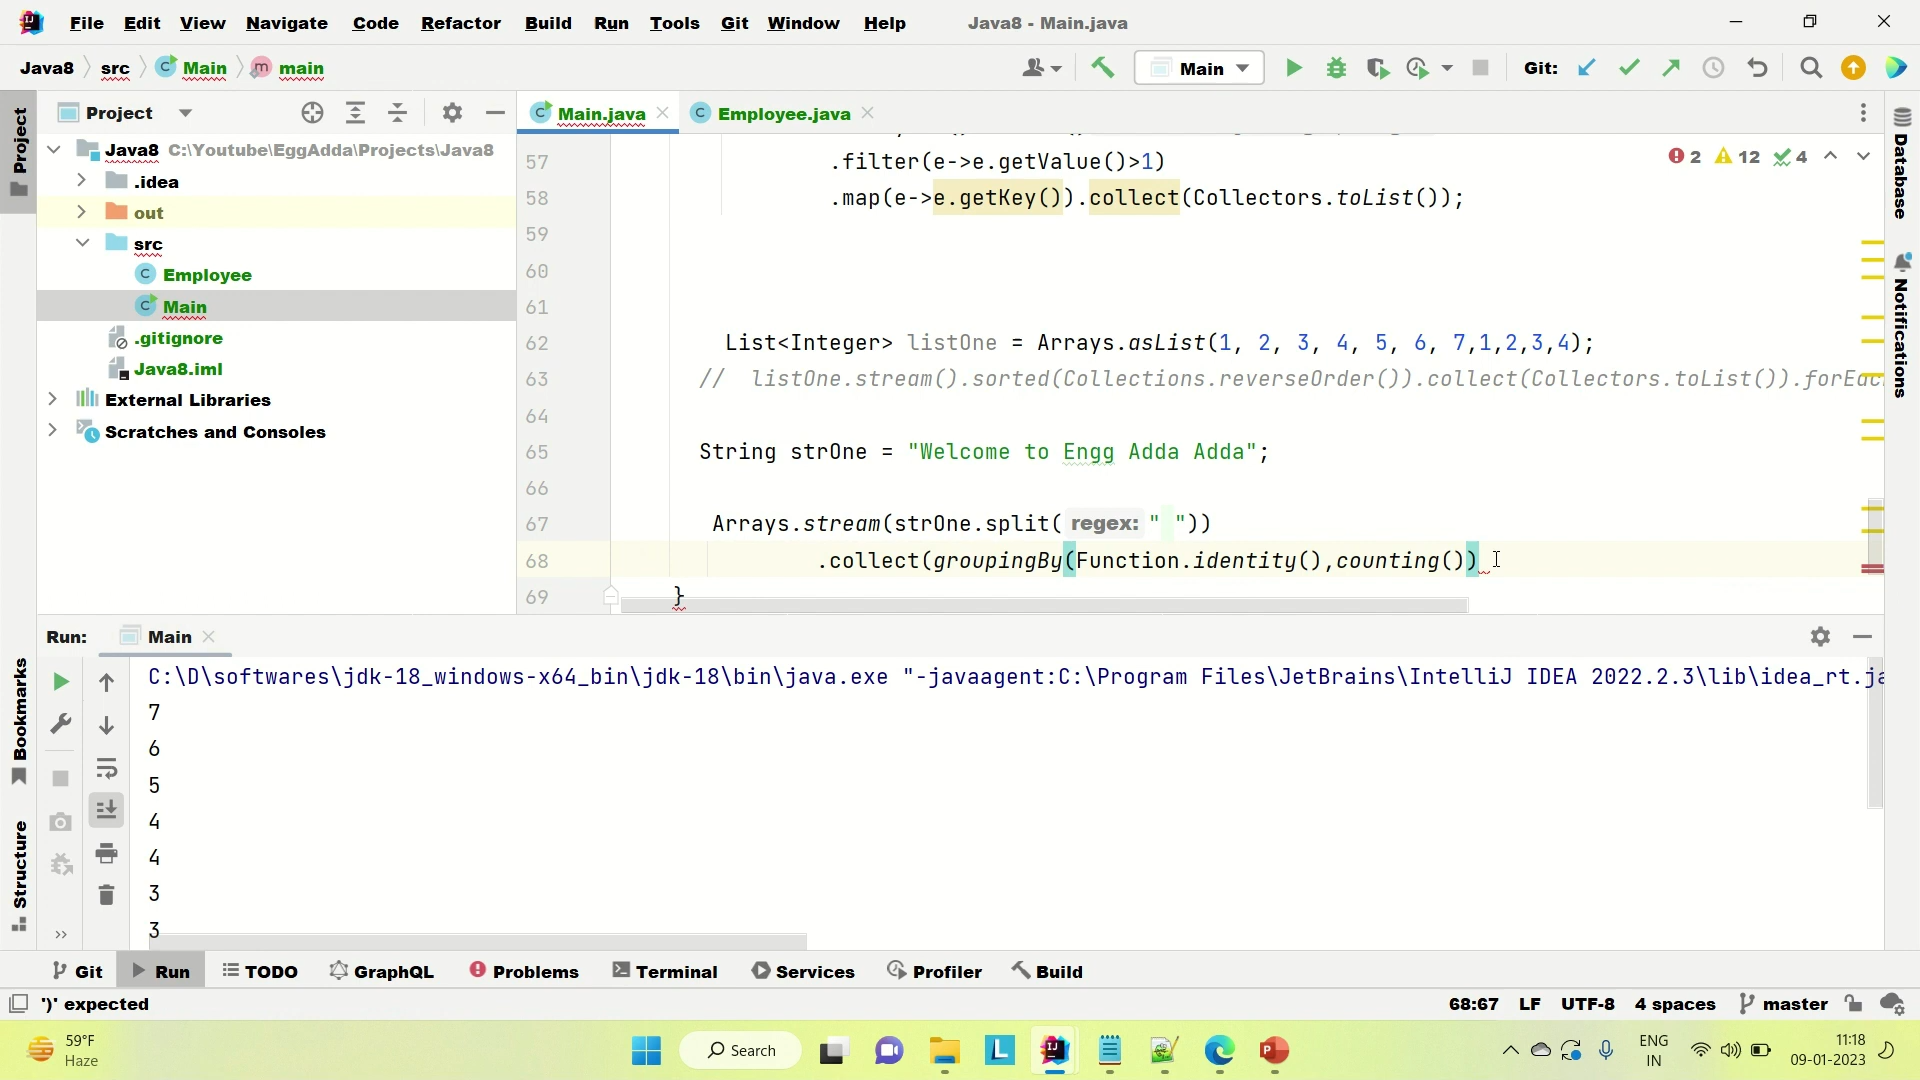 File Edit View Navigate Code Refactor Build Run Tools Git Window Help Java8 - Main.java
Java8 src Main main Main Git:
Project
Main.java Employee.java
Java8 C:\Youtube\EggAdda\Projects\Java8
.idea
out
src
Employee
Main
.gitignore
Java8.iml
External Libraries
Scratches and Consoles
Project
Bookmarks
Structure
Database
Notifications
2 12 4
57 .filter(e->e.getValue()>1)
58 .map(e->e.getKey()).collect(Collectors.toList());
59
60
61
62 List<Integer> listOne = Arrays.asList(1, 2, 3, 4, 5, 6, 7,1,2,3,4);
63 // listOne.stream().sorted(Collections.reverseOrder()).collect(Collectors.toList()).forEac
64
65 String strOne = "Welcome to Engg Adda Adda";
66
67 Arrays.stream(strOne.split( regex: " "))
68 .collect(groupingBy(Function.identity(),counting())
69 }
Run: Main
C:\D\softwares\jdk-18_windows-x64_bin\jdk-18\bin\java.exe "-javaagent:C:\Program Files\JetBrains\IntelliJ IDEA 2022.2.3\lib\idea_rt.ja
7
6
5
4
4
3
3
Git Run TODO GraphQL Problems Terminal Services Profiler Build
')' expected 68:67 LF UTF-8 4 spaces master
59°F
Haze
Search
ENG
IN
11:18
09-01-2023